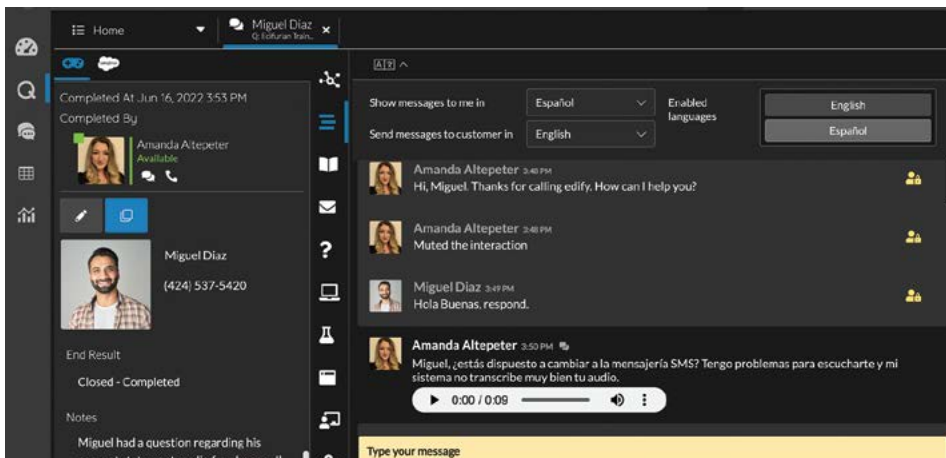 Home
Miguel Diaz
Completed At Jun 16, 2022 3:53 PM
Completed By
Amanda Altepeter
Available
Miguel Diaz
(424) 537-5420
End Result
Closed - Completed
Notes
Miguel had a question regarding his
Show messages to me in
Español
Send messages to customer in
English
Enabled
languages
English
Español
Amanda Altepeter 3:48 PM
Hi, Miguel. Thanks for calling edify. How can I help you?
Amanda Altepeter 3:48 PM
Muted the interaction
Miguel Diaz 3:49 PM
Hola Buenas, respond.
Amanda Altepeter 3:50 PM
Miguel, ¿estás dispuesto a cambiar a la mensajería SMS? Tengo problemas para escucharte y mi
sistema no transcribe muy bien tu audio.
0:00 / 0:09
Type your message